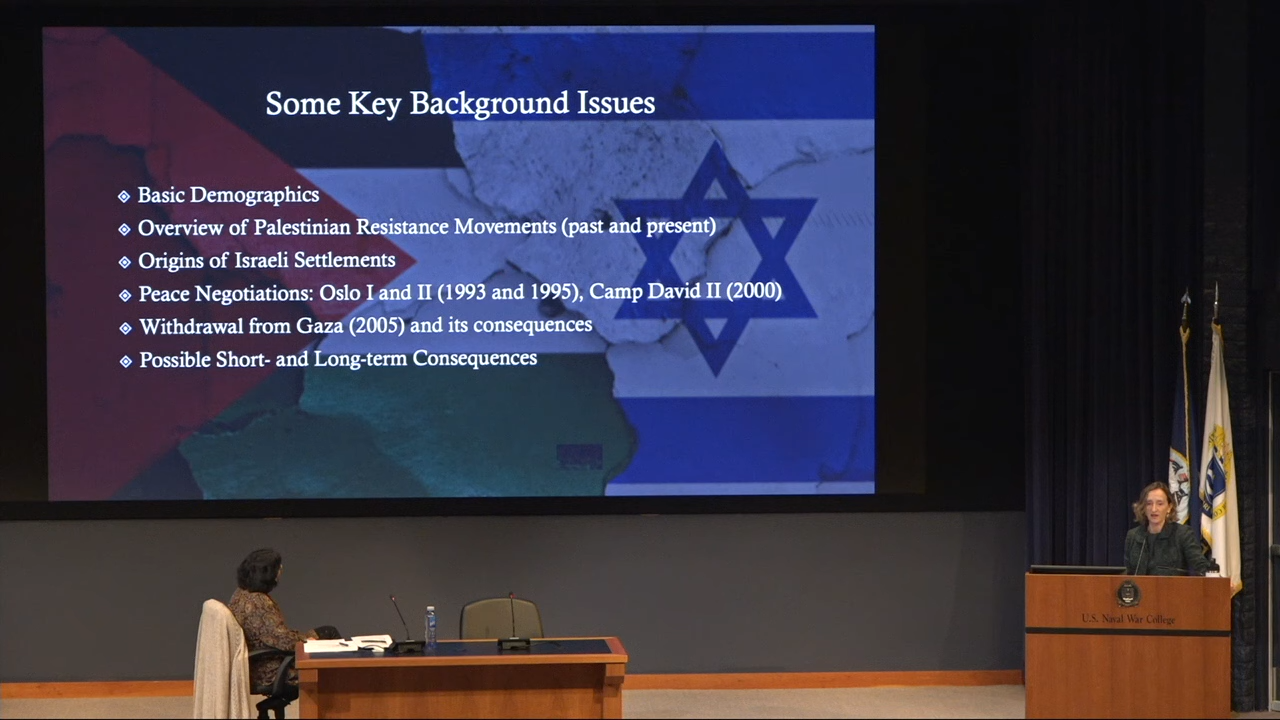 Some Key Background Issues
Basic Demographics
Overview of Palestinian Resistance Movements (past and present)
Origins of Israeli Settlements
Peace Negotiations: Oslo I and II (1993 and 1995), Camp David II (2000)
Withdrawal from Gaza (2005) and its consequences
Possible Short- and Long-term Consequences
U.S. Naval War College